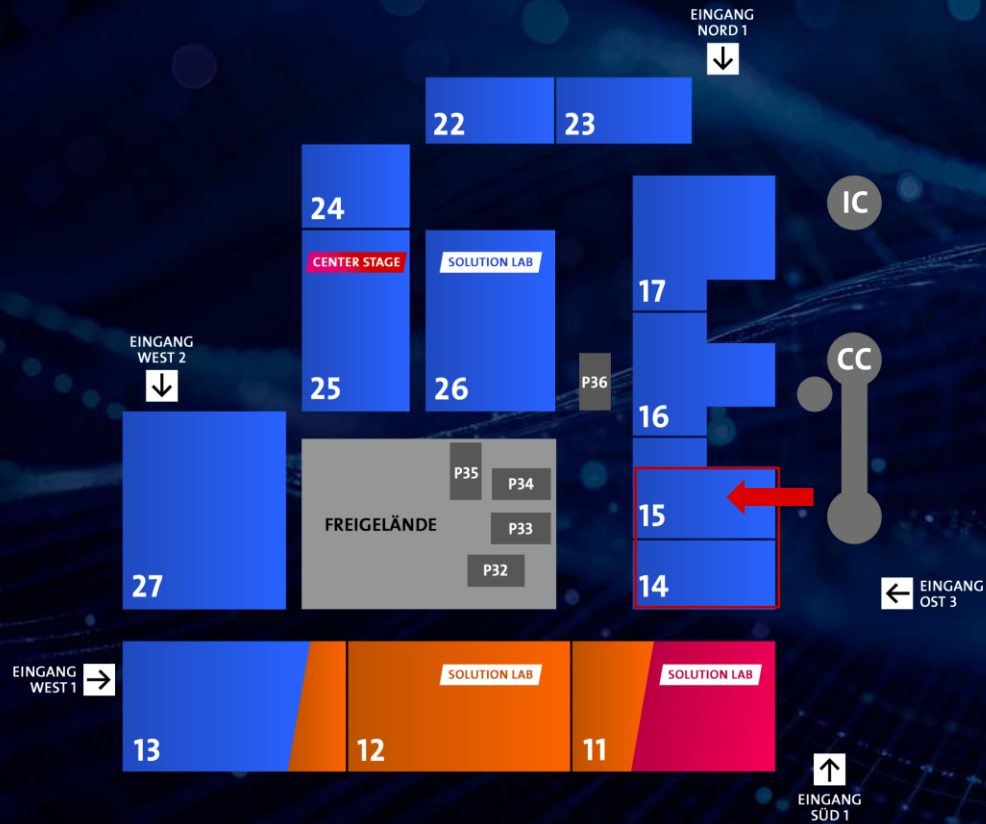 EINGANG
NORD 1
22
23
24
IC
CENTER STAGE
SOLUTION LAB
17
EINGANG
WEST 2
CC
25
26
P36
16
P35
P34
15
FREIGELÄNDE
P33
P32
27
14
EINGANG
OST 3
EINGANG
WEST 1
SOLUTION LAB
SOLUTION LAB
13
12
11
EINGANG
SÜD 1